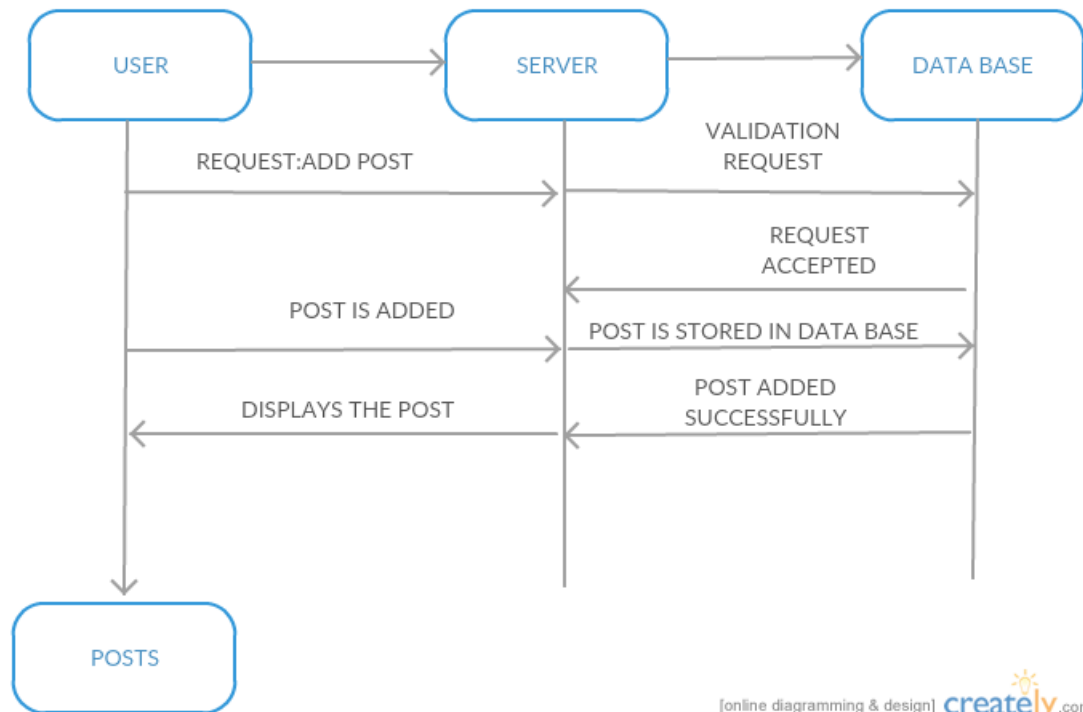 USER
SERVER
DATA BASE
REQUEST:ADD POST
VALIDATION
REQUEST
REQUEST
ACCEPTED
POST IS ADDED
POST IS STORED IN DATA BASE
DISPLAYS THE POST
POST ADDED
SUCCESSFULLY
POSTS
[online diagramming & design] creately.com